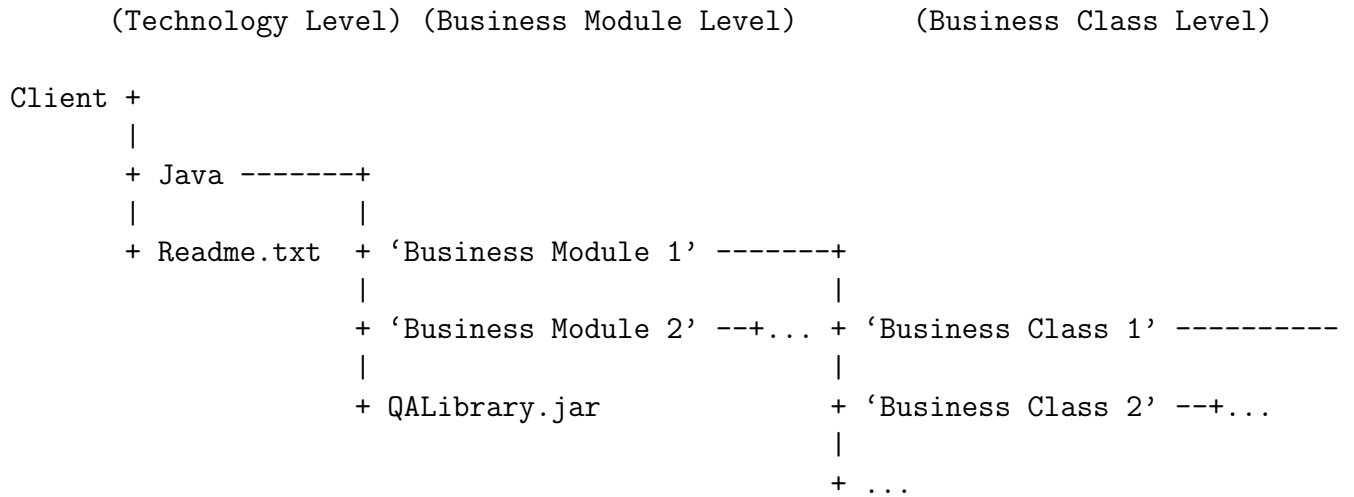 (Technology Level) (Business Module Level) (Business Class Level)
Client +
|
+ Java -------+
| |
+ Readme.txt + ‘Business Module 1’ -------+
| |
+ ‘Business Module 2’ --+... + ‘Business Class 1’ ----------
| |
+ QALibrary.jar + ‘Business Class 2’ --+...
|
+ ...